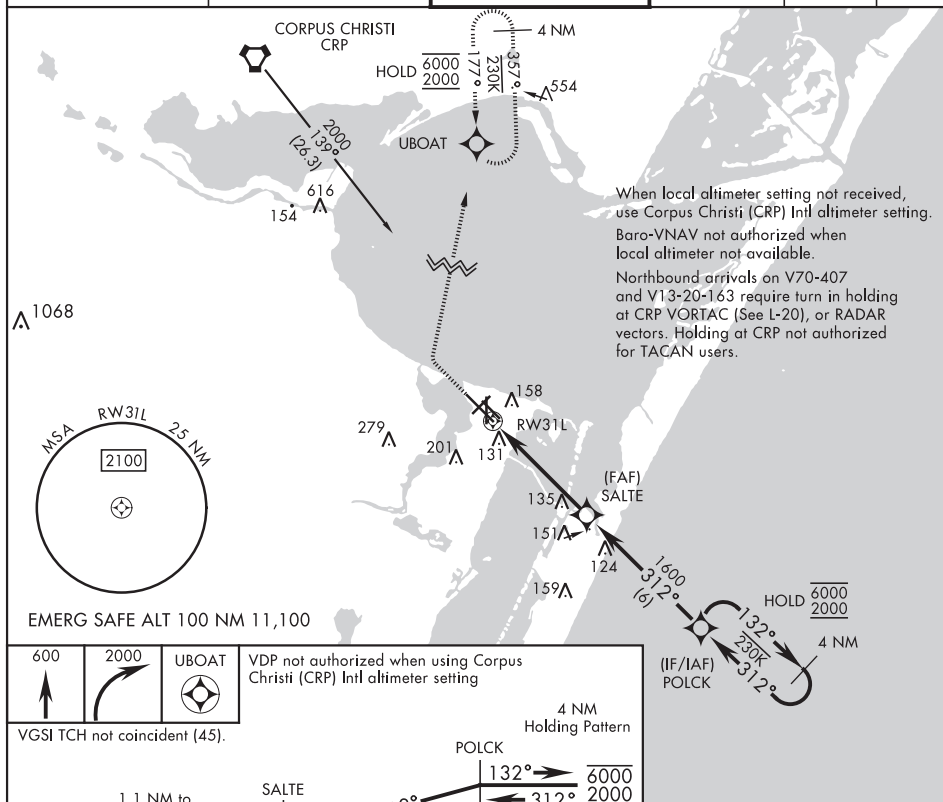 CORPUS CHRISTI
CRP
4 NM
HOLD
6000
2000
177°
230K
357°
554
UBOAT
2000
139°
(26.3)
616
154
1068
When local altimeter setting not received,
use Corpus Christi (CRP) Intl altimeter setting.
Baro-VNAV not authorized when
local altimeter not available.
Northbound arrivals on V70-407
and V13-20-163 require turn in holding
at CRP VORTAC (See L-20), or RADAR
vectors. Holding at CRP not authorized
for TACAN users.
158
RW31L
279
201
131
MSA RW31L 25 NM
2100
(FAF)
SALTE
135
151
124
159
1600
312°
(6)
HOLD
6000
2000
132°
230K
312°
4 NM
(IF/IAF)
POLCK
EMERG SAFE ALT 100 NM 11,100
600
2000
UBOAT
VDP not authorized when using Corpus
Christi (CRP) Intl altimeter setting
VGSI TCH not coincident (45).
4 NM
Holding Pattern
POLCK
132°
6000
312°
2000
SALTE
1.1 NM to